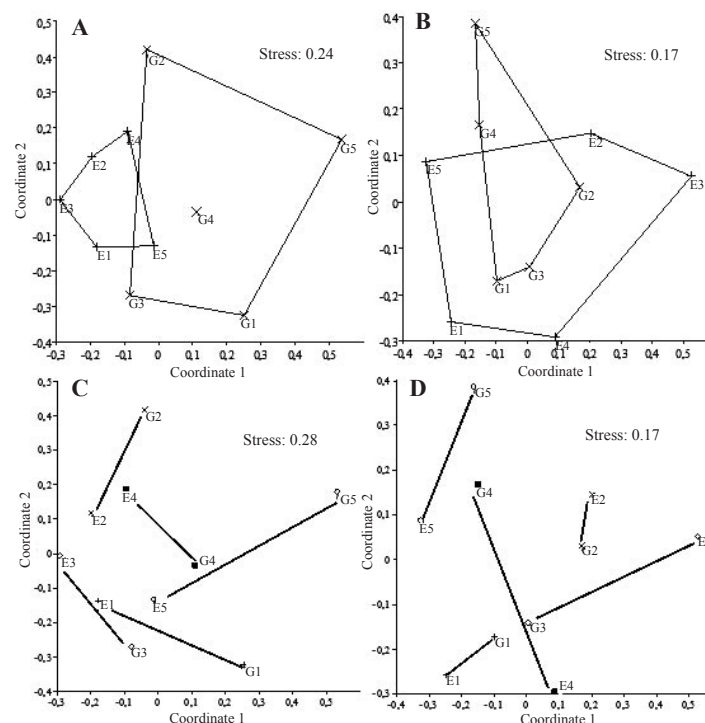 A
Stress: 0.24
Coordinate 2
0,5
0,4
0,3
0,2
0,1
0
-0,1
-0,2
-0,3
-0,4
G2
E4
E2
G5
E3
G4
E1
E5
G3
G1
-0,3 -0,2 -0,1 0 0,1 0,2 0,3 0,4 0,5
Coordinate 1
B
Stress: 0.17
Coordinate 2
0,4
0,3
0,2
0,1
0
-0,1
-0,2
-0,3
G5
G4
E2
E5
E3
G2
G3
G1
E1
E4
-0,3 -0,2 -0,1 0 0,1 0,2 0,3 0,4 0,5
Coordinate 1
C
Stress: 0.28
Coordinate 2
0,5
0,4
0,3
0,2
0,1
0
-0,1
-0,2
-0,3
-0,4
G2
E4
G5
E2
E3
G4
E1
E5
G3
G1
-0,3 -0,2 -0,1 0 0,1 0,2 0,3 0,4 0,5
Coordinate 1
D
Stress: 0.17
Coordinate 2
0,4
0,3
0,2
0,1
0
-0,1
-0,2
-0,3
G5
G4
E2
E5
G2
E
G3
G1
E1
E4
-0,3 -0,2 -0,1 0 0,1 0,2 0,3 0,4 0,5
Coordinate 1